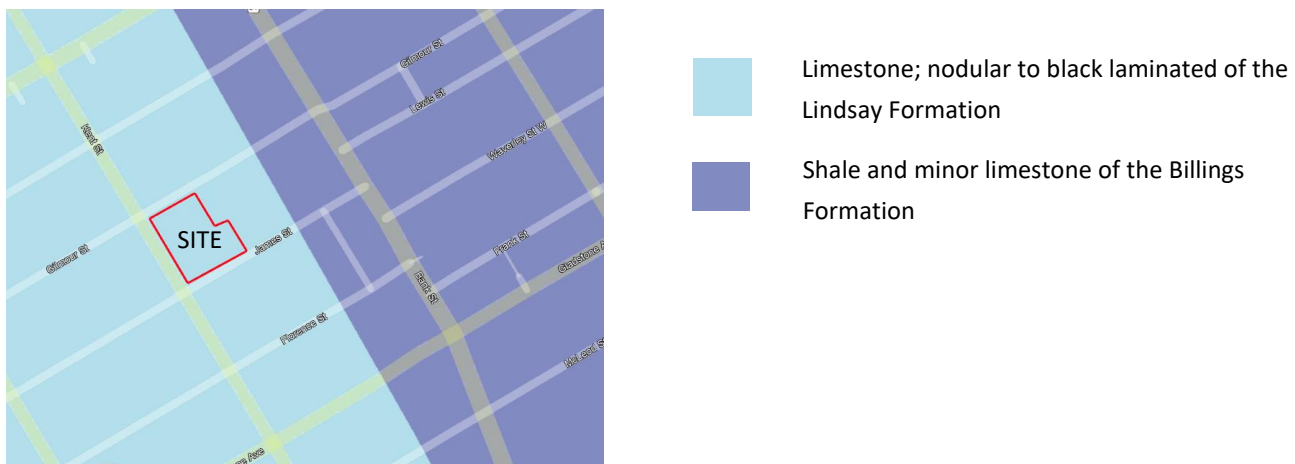 Gilmour St
Lewis St
Waverley St W
Kent St
SITE
James St
Gilmour St
Frank St
Gladstone A
Bank St
Florence St
McLeod S
ne Ave
Limestone; nodular to black laminated of the
Lindsay Formation
Shale and minor limestone of the Billings
Formation